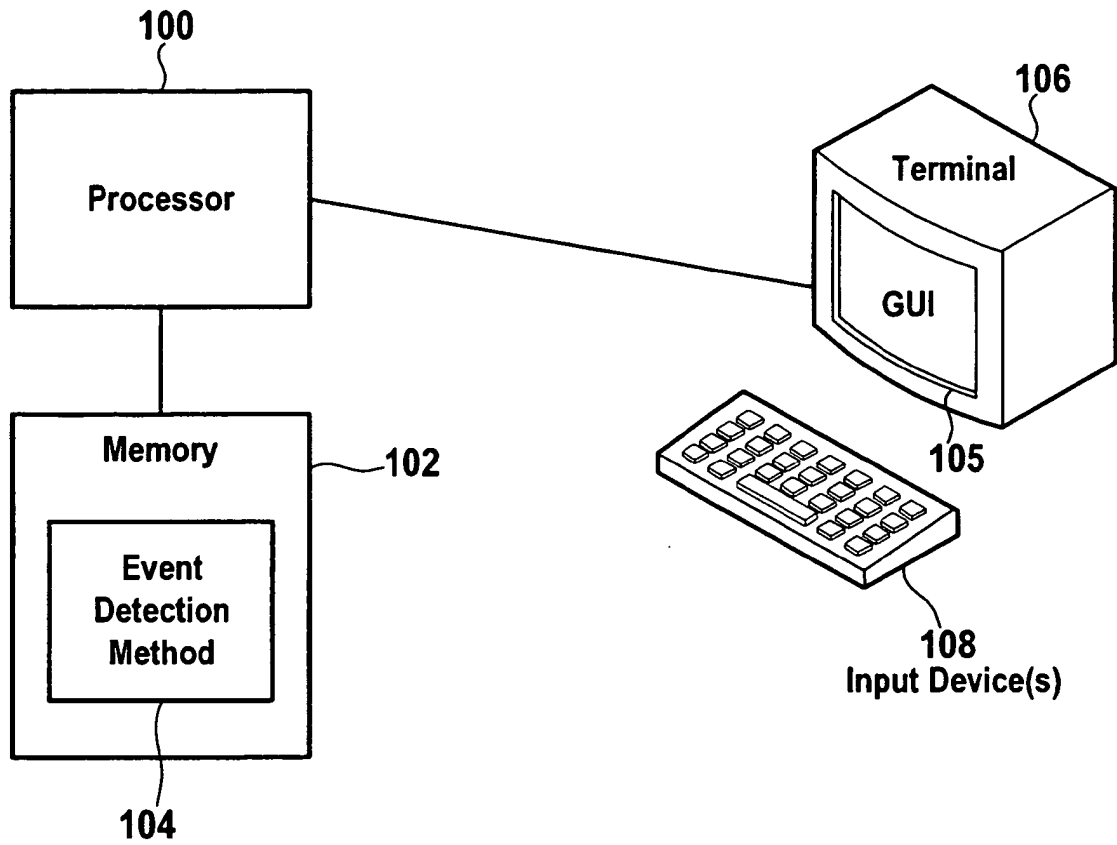 100
Processor
106
Terminal
GUI
105
Memory
102
Event
Detection
Method
104
108
Input Device(s)